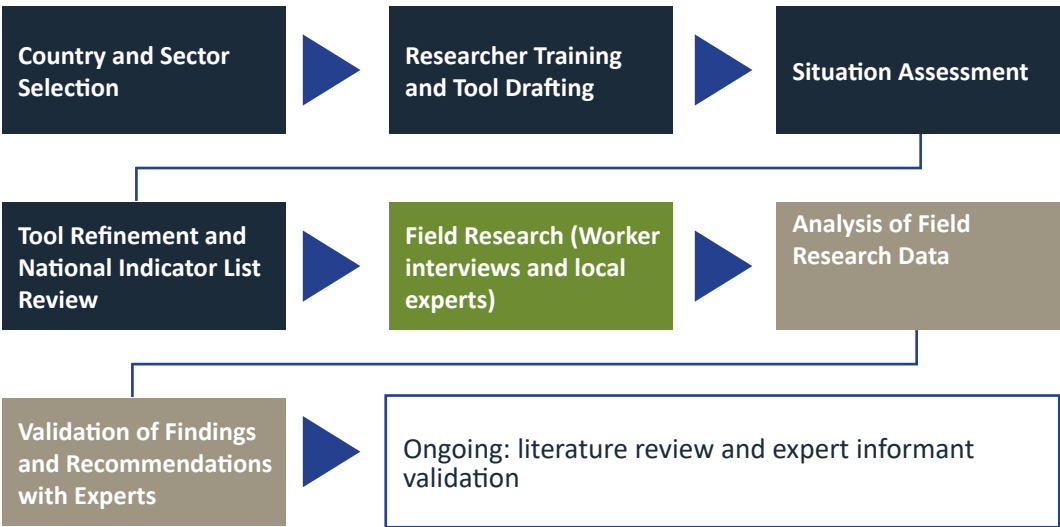 Country and Sector
Selection
Researcher Training
and Tool Drafting
Situation Assessment
Tool Refinement and
National Indicator List
Review
Field Research (Worker
interviews and local
experts)
Analysis of Field
Research Data
Validation of Findings
and Recommendations
with Experts
Ongoing: literature review and expert informant
validation